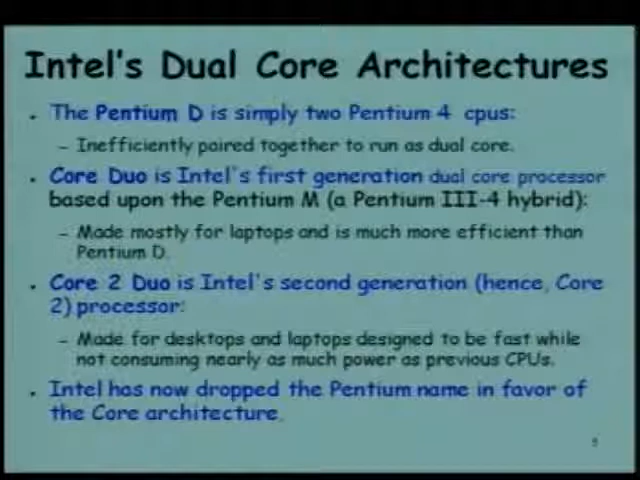 Intel's Dual Core Architectures
• The Pentium D is simply two Pentium 4 cpus:
– Inefficiently paired together to run as dual core.
• Core Duo is Intel's first generation dual core processor
based upon the Pentium M (a Pentium III-4 hybrid):
– Made mostly for laptops and is much more efficient than
Pentium D.
• Core 2 Duo is Intel's second generation (hence, Core
2) processor:
– Made for desktops and laptops designed to be fast while
not consuming nearly as much power as previous CPUs.
• Intel has now dropped the Pentium name in favor of
the Core architecture.